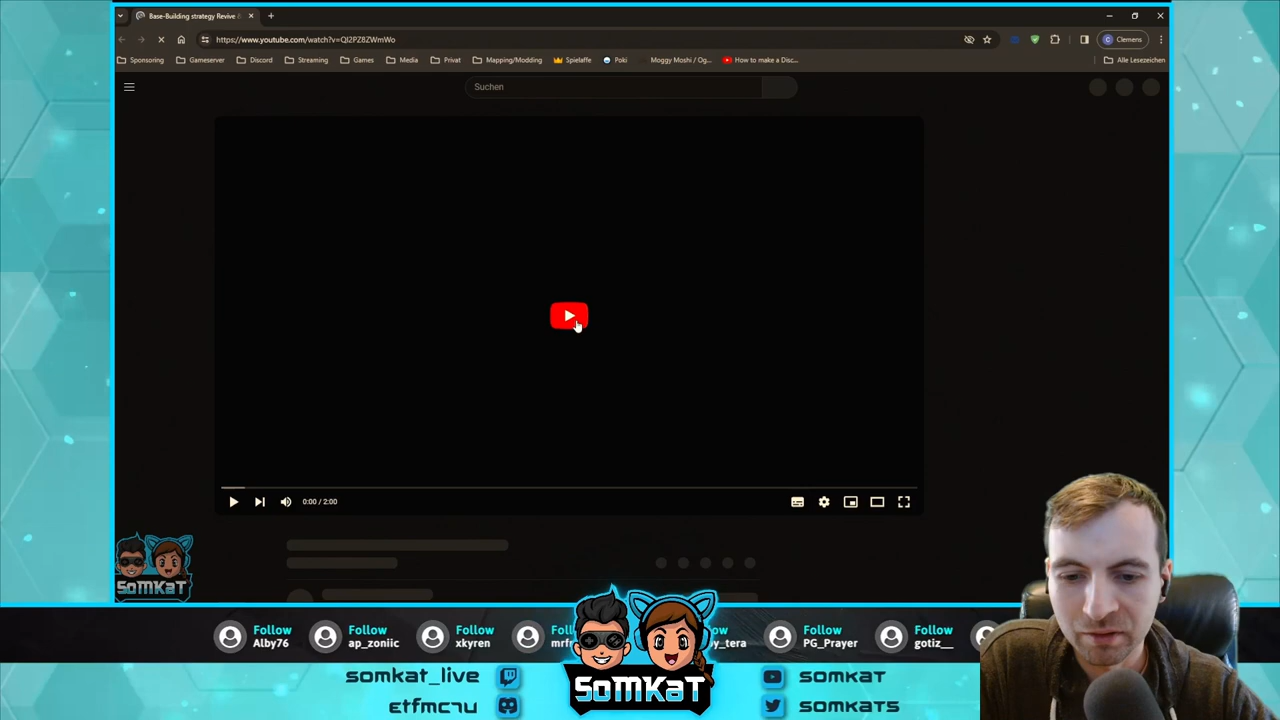 Base-Building strategy Revive &
https://www.youtube.com/watch?v=Ql2PZ8ZWmWo
Clemens
Sponsoring
Gameserver
Discord
Streaming
Games
Media
Privat
Mapping/Modding
Spielaffe
Poki
Moggy Moshi / Og...
How to make a Disc...
Alle Lesezeichen
Suchen
0:00 / 2:00
SOMKAT
Follow
Alby76
Follow
ap_zoniic
Follow
xkyren
Follow
PG_Prayer
Follow
gotiz__
somkat_live
SOMKAT
SOMKAT
SOMKATS